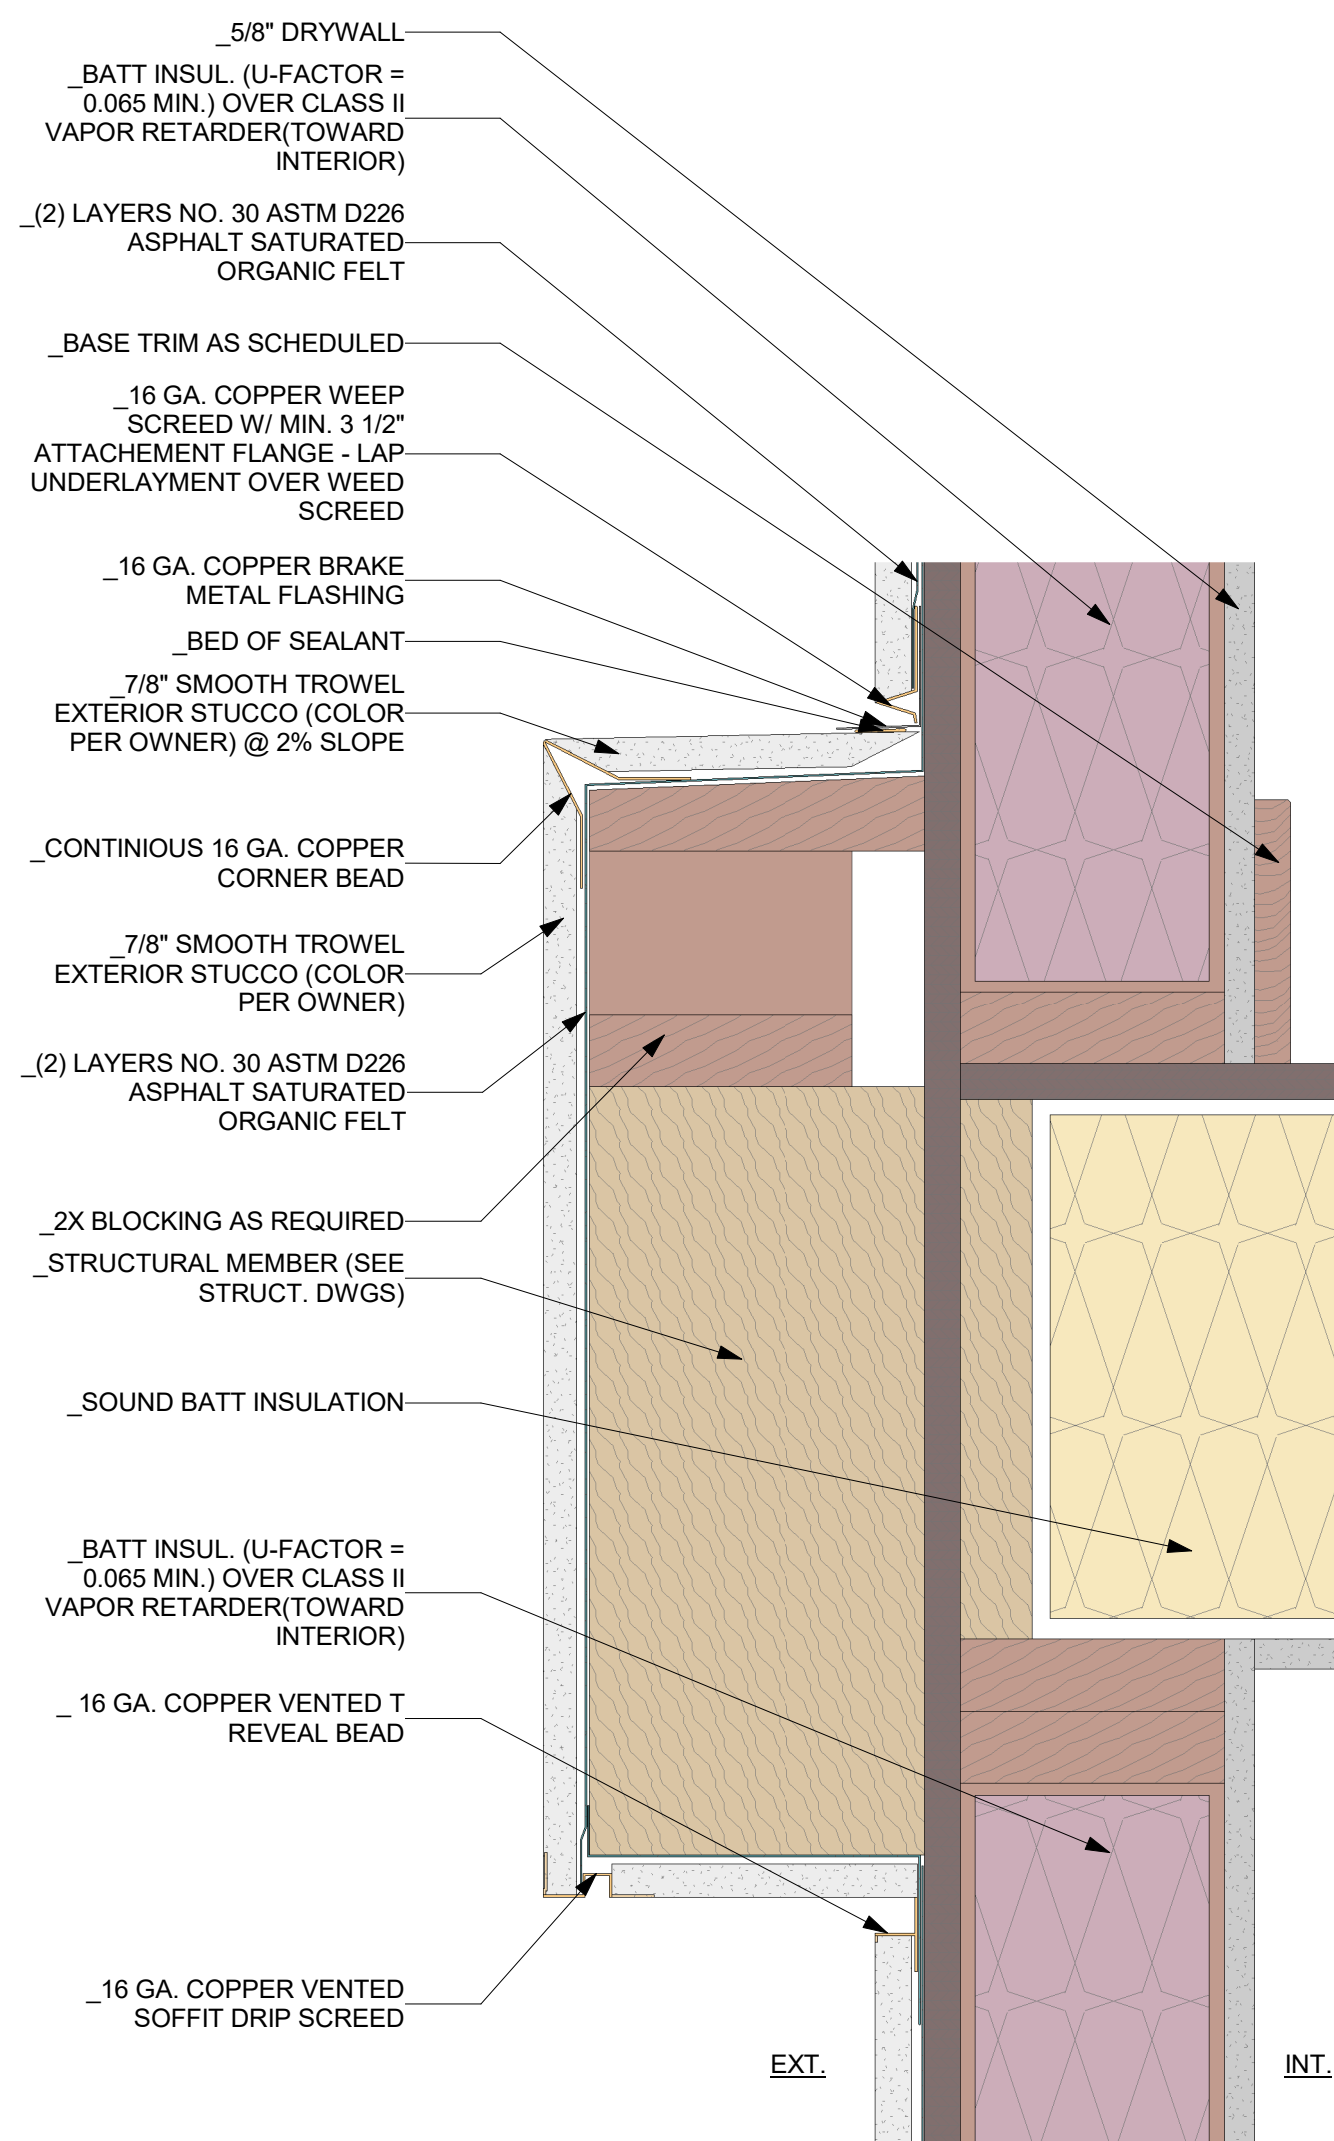 _5/8" DRYWALL
_BATT INSUL. (U-FACTOR =
0.065 MIN.) OVER CLASS II
VAPOR RETARDER(TOWARD
INTERIOR)
_(2) LAYERS NO. 30 ASTM D226
ASPHALT SATURATED
ORGANIC FELT
_BASE TRIM AS SCHEDULED
_16 GA. COPPER WEEP
SCREED W/ MIN. 3 1/2"
ATTACHEMENT FLANGE - LAP
UNDERLAYMENT OVER WEED
SCREED
_16 GA. COPPER BRAKE
METAL FLASHING
_BED OF SEALANT
_7/8" SMOOTH TROWEL
EXTERIOR STUCCO (COLOR
PER OWNER) @ 2% SLOPE
_CONTINIOUS 16 GA. COPPER
CORNER BEAD
_7/8" SMOOTH TROWEL
EXTERIOR STUCCO (COLOR
PER OWNER)
_(2) LAYERS NO. 30 ASTM D226
ASPHALT SATURATED
ORGANIC FELT
_2X BLOCKING AS REQUIRED
_STRUCTURAL MEMBER (SEE
STRUCT. DWGS)
_SOUND BATT INSULATION
_BATT INSUL. (U-FACTOR =
0.065 MIN.) OVER CLASS II
VAPOR RETARDER(TOWARD
INTERIOR)
_ 16 GA. COPPER VENTED T
REVEAL BEAD
_16 GA. COPPER VENTED
SOFFIT DRIP SCREED
EXT.
INT.